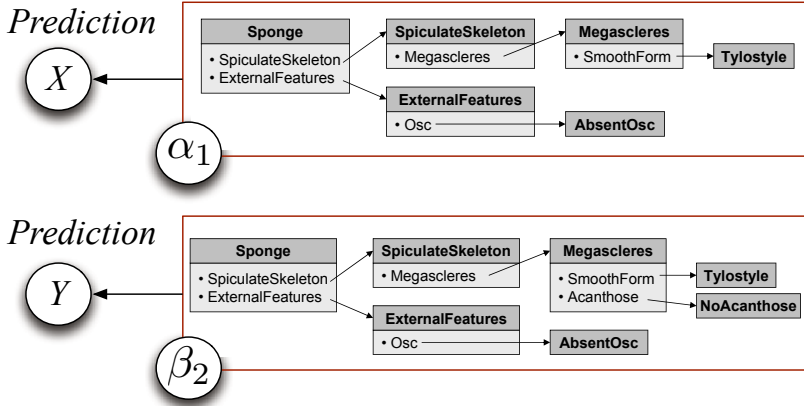 Prediction
X
α1
Sponge
• SpiculateSkeleton
• ExternalFeatures
SpiculateSkeleton
• Megascleres
Megascleres
• SmoothForm
Tylostyle
ExternalFeatures
• Osc
AbsentOsc
Prediction
Y
β2
Sponge
• SpiculateSkeleton
• ExternalFeatures
SpiculateSkeleton
• Megascleres
Megascleres
• SmoothForm
• Acanthose
Tylostyle
NoAcanthose
ExternalFeatures
• Osc
AbsentOsc